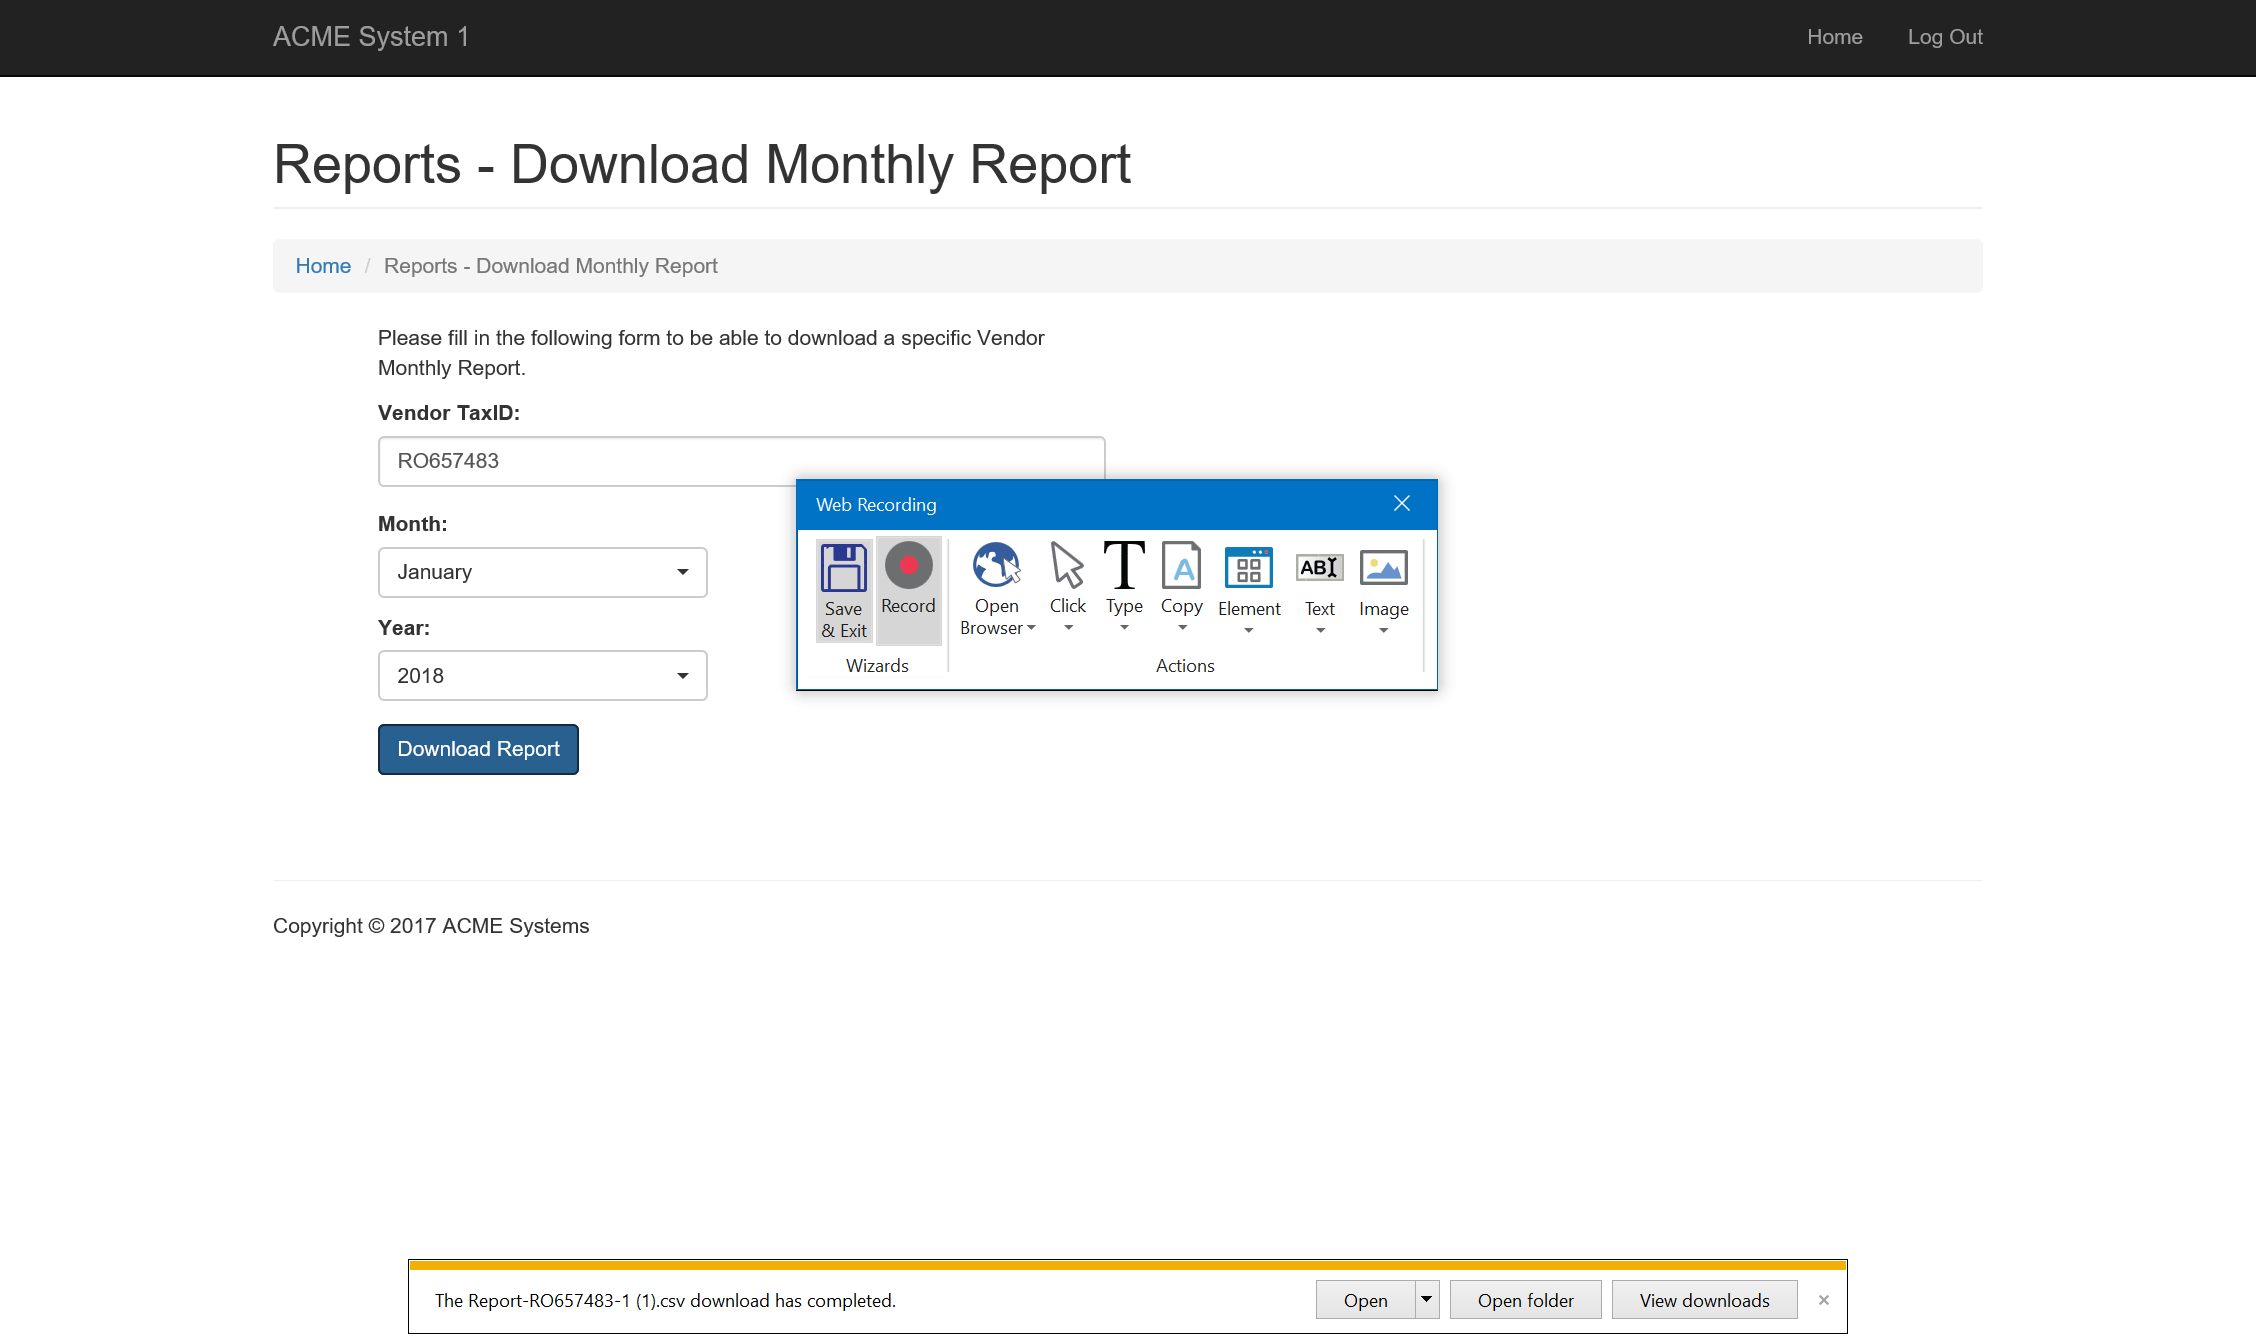 ACME System 1
Home
Log Out
Reports - Download Monthly Report
Home / Reports - Download Monthly Report
Please fill in the following form to be able to download a specific Vendor
Monthly Report.
Vendor TaxID:
RO657483
Month:
January
Year:
2018
Download Report
Web Recording
Save
& Exit
Record
Wizards
Open
Browser
Click
Type
Copy
Element
Text
Image
Actions
Copyright © 2017 ACME Systems
The Report-RO657483-1 (1).csv download has completed.
Open
Open folder
View downloads